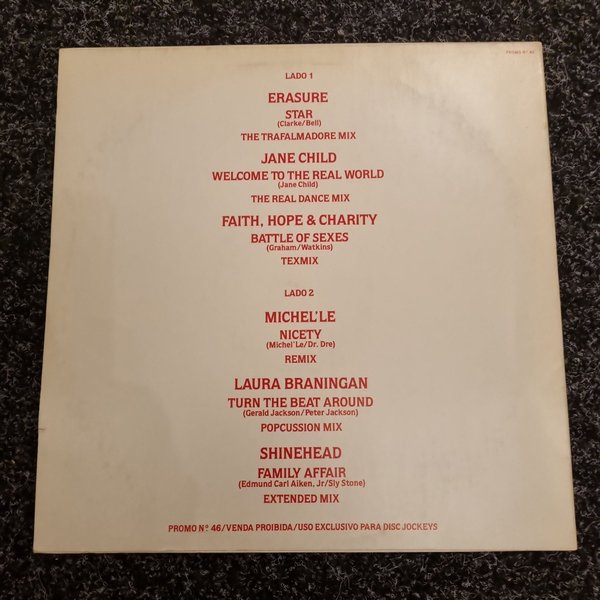 PROMO Nº 46
LADO 1
ERASURE
STAR
(Clarke/Bell)
THE TRAFALMADORE MIX
JANE CHILD
WELCOME TO THE REAL WORLD
(Jane Child)
THE REAL DANCE MIX
FAITH, HOPE & CHARITY
BATTLE OF SEXES
(Graham/Watkins)
TEXMIX
LADO 2
MICHEL'LE
NICETY
(Michel'Le/Dr. Dre)
REMIX
LAURA BRANINGAN
TURN THE BEAT AROUND
(Gerald Jackson/Peter Jackson)
POPCUSSION MIX
SHINEHEAD
FAMILY AFFAIR
(Edmund Carl Aiken, Jr/Sly Stone)
EXTENDED MIX
PROMO Nº 46/VENDA PROIBIDA/USO EXCLUSIVO PARA DISC JOCKEYS